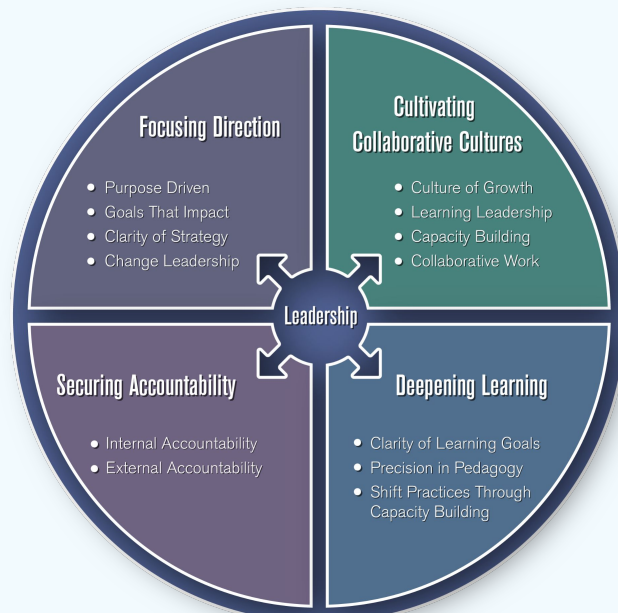 Focusing Direction
• Purpose Driven
• Goals That Impact
• Clarity of Strategy
• Change Leadership
Cultivating
Collaborative Cultures
• Culture of Growth
• Learning Leadership
• Capacity Building
• Collaborative Work
Leadership
Securing Accountability
• Internal Accountability
• External Accountability
Deepening Learning
• Clarity of Learning Goals
• Precision in Pedagogy
• Shift Practices Through
Capacity Building